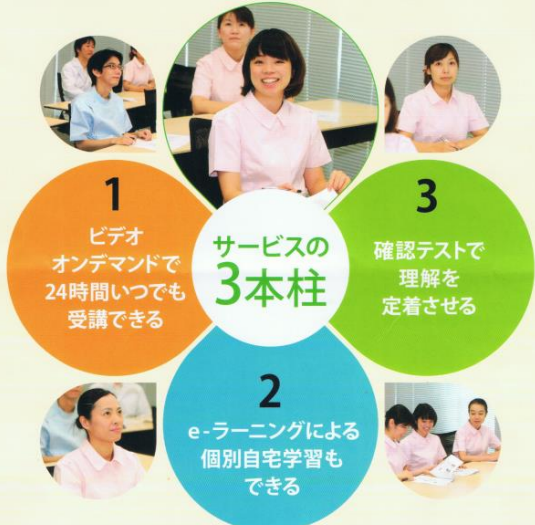 サービスの
3本柱
1
ビデオ
オンデマンドで
24時間いつでも
受講できる
2
e-ラーニングによる
個別自宅学習も
できる
3
確認テストで
理解を
定着させる